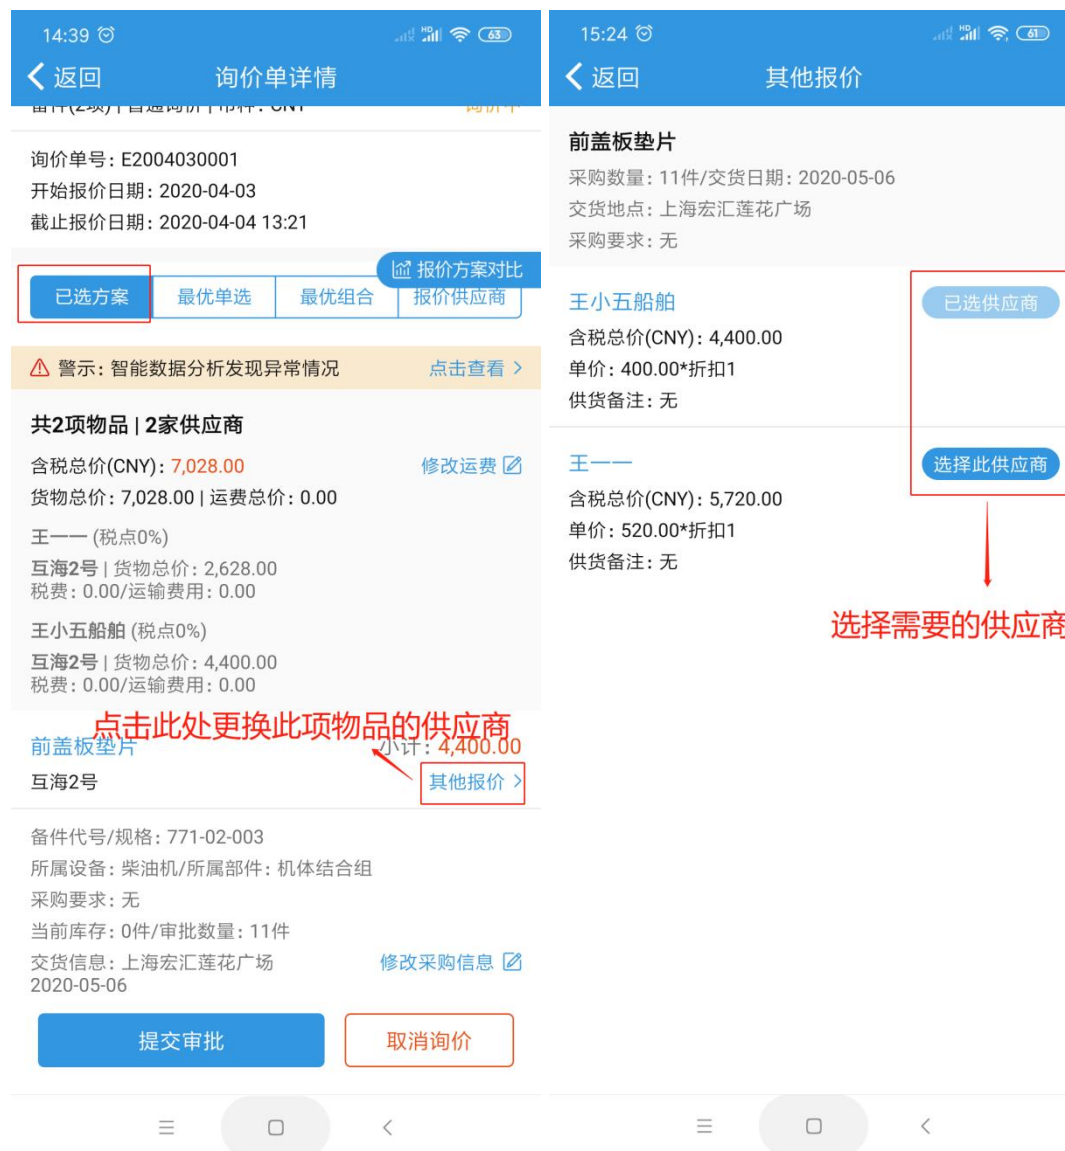 14:39
HD
63
返回
询价单详情
备件(2项) | 普通询价 | 币种: CNY
询价中
询价单号: E2004030001
开始报价日期: 2020-04-03
截止报价日期: 2020-04-04 13:21
报价方案对比
已选方案
最优单选
最优组合
报价供应商
警示: 智能数据分析发现异常情况
点击查看 >
共2项物品 | 2家供应商
含税总价(CNY): 7,028.00
修改运费
货物总价: 7,028.00 | 运费总价: 0.00
王一一 (税点0%)
互海2号 | 货物总价: 2,628.00
税费: 0.00/运输费用: 0.00
王小五船舶 (税点0%)
互海2号 | 货物总价: 4,400.00
税费: 0.00/运输费用: 0.00
点击此处更换此项物品的供应商
前盖板垫片
小计: 4,400.00
互海2号
其他报价 >
备件代号/规格: 771-02-003
所属设备: 柴油机/所属部件: 机体结合组
采购要求: 无
当前库存: 0件/审批数量: 11件
交货信息: 上海宏汇莲花广场
2020-05-06
修改采购信息
提交审批
取消询价
15:24
HD
61
返回
其他报价
前盖板垫片
采购数量: 11件/交货日期: 2020-05-06
交货地点: 上海宏汇莲花广场
采购要求: 无
王小五船舶
已选供应商
含税总价(CNY): 4,400.00
单价: 400.00*折扣1
供货备注: 无
王一一
选择此供应商
含税总价(CNY): 5,720.00
单价: 520.00*折扣1
供货备注: 无
选择需要的供应商